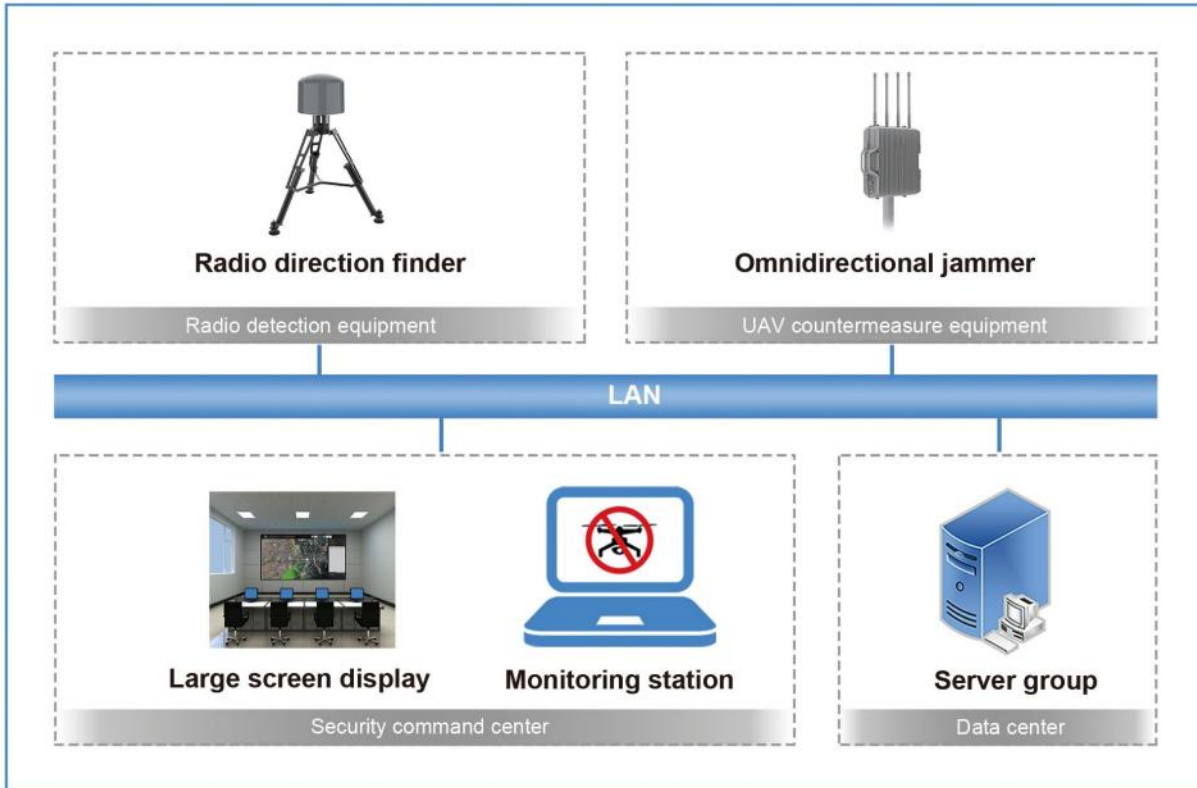 Radio direction finder
Radio detection equipment
Omnidirectional jammer
UAV countermeasure equipment
LAN
Large screen display
Monitoring station
Security command center
Server group
Data center